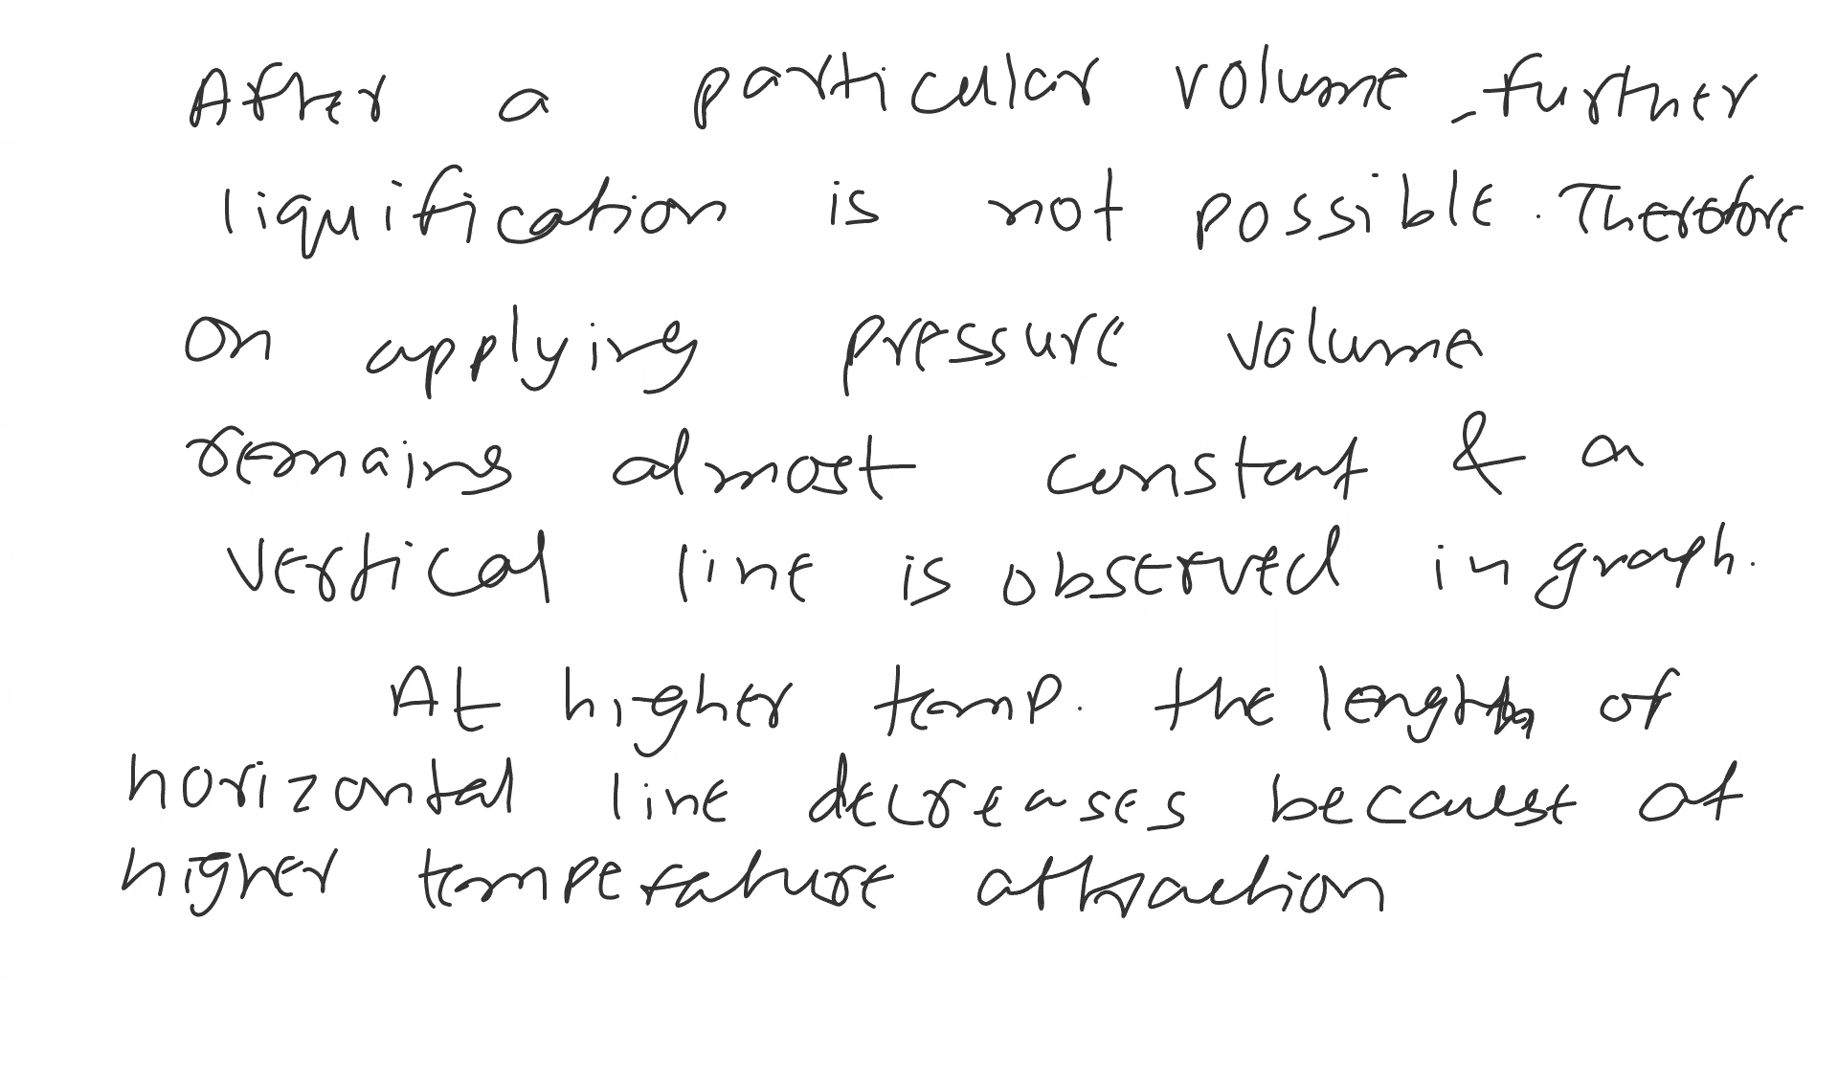 After a particular volume, further
liquification is not possible. Therefore
on applying pressure volume
remains almost constant & a
vertical line is observed in graph.
At higher temp. the length of
horizontal line decreases because at
higher temperature attraction